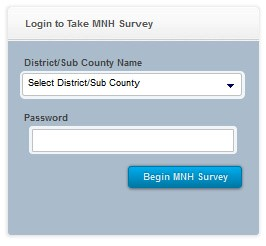 Login to Take MNH Survey
District/Sub County Name
Select District/Sub County
Password
Begin MNH Survey